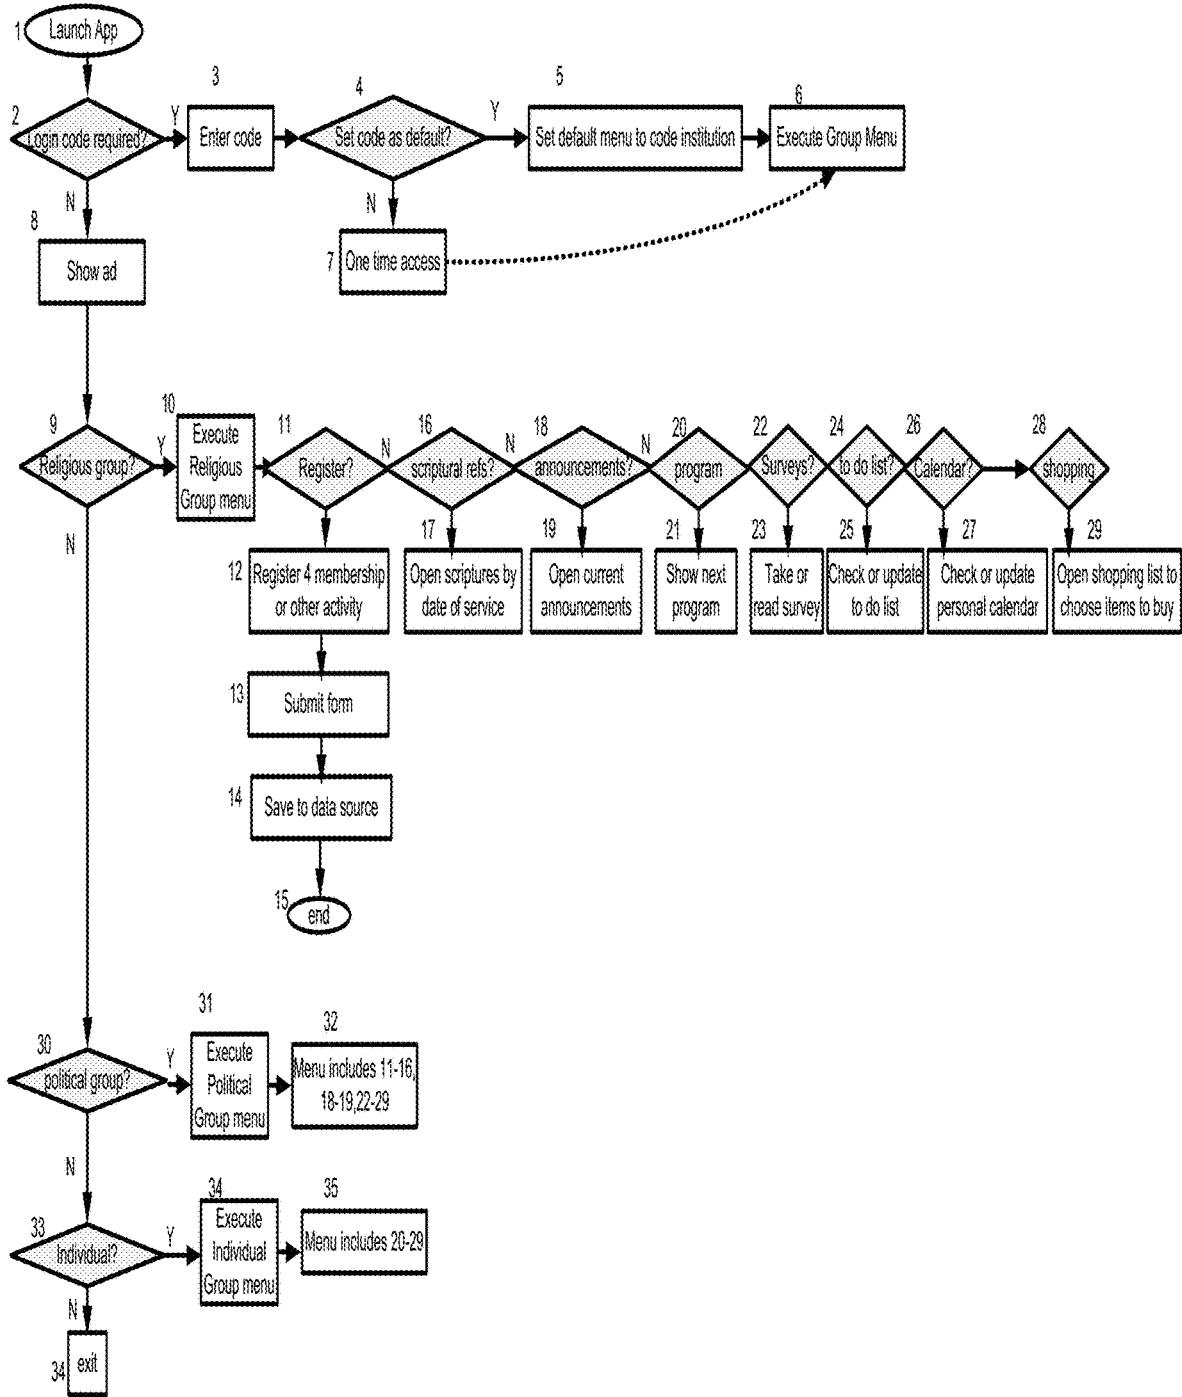 1
Launch App
2
Login code required?
Y
3
Enter code
4
Set code as default?
Y
5
Set default menu to code institution
6
Execute Group Menu
N
8
Show ad
N
7
One time access
9
Religious group?
Y
10
Execute
Religious
Group menu
11
Register?
N
16
scriptural refs?
N
18
announcements?
N
20
program
22
Surveys?
24
to do list?
26
Calendar?
28
shopping
N
12
Register 4 membership
or other activity
17
Open scriptures by
date of service
19
Open current
announcements
21
Show next
program
23
Take or
read survey
25
Check or update
to do list
27
Check or update
personal calendar
29
Open shopping list to
choose items to buy
13
Submit form
14
Save to data source
15
end
30
political group?
Y
31
Execute
Political
Group menu
32
Menu includes 11-16,
18-19,22-29
N
33
Individual?
Y
34
Execute
Individual
Group menu
35
Menu includes 20-29
N
34
exit